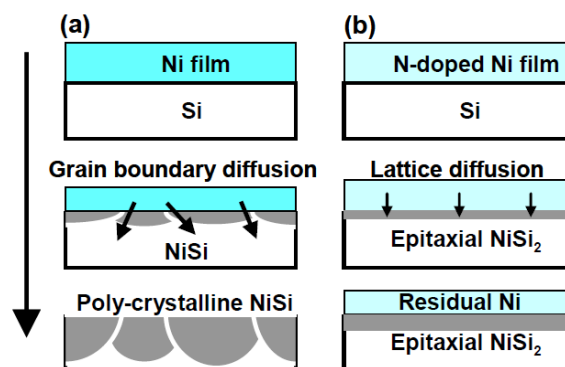 (a)
Ni film
Si
Grain boundary diffusion
NiSi
Poly-crystalline NiSi
(b)
N-doped Ni film
Si
Lattice diffusion
Epitaxial NiSi₂
Residual Ni
Epitaxial NiSi₂